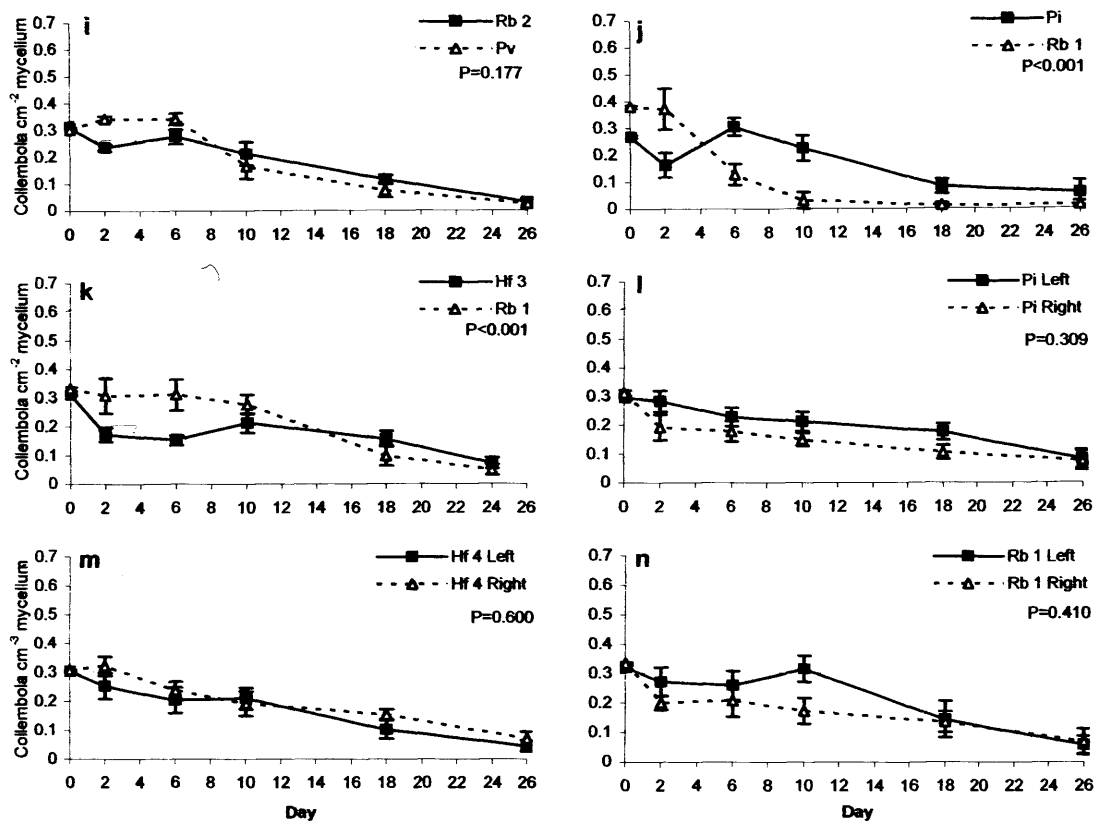 i
Rb 2
Pv
P=0.177
Collembola cm⁻² mycelium
0.7
0.6
0.5
0.4
0.3
0.2
0.1
0
0 2 4 6 8 10 12 14 16 18 20 22 24 26
j
Pi
Rb 1
P<0.001
0.7
0.6
0.5
0.4
0.3
0.2
0.1
0
0 2 4 6 8 10 12 14 16 18 20 22 24 26
k
Hf 3
Rb 1
P<0.001
Collembola cm⁻² mycelium
0.7
0.6
0.5
0.4
0.3
0.2
0.1
0
0 2 4 6 8 10 12 14 16 18 20 22 24 26
l
Pi Left
Pi Right
P=0.309
0.7
0.6
0.5
0.4
0.3
0.2
0.1
0
0 2 4 6 8 10 12 14 16 18 20 22 24 26
m
Hf 4 Left
Hf 4 Right
P=0.600
Collembola cm⁻³ mycelium
0.7
0.6
0.5
0.4
0.3
0.2
0.1
0
0 2 4 6 8 10 12 14 16 18 20 22 24 26
Day
n
Rb 1 Left
Rb 1 Right
P=0.410
0.7
0.6
0.5
0.4
0.3
0.2
0.1
0
0 2 4 6 8 10 12 14 16 18 20 22 24 26
Day